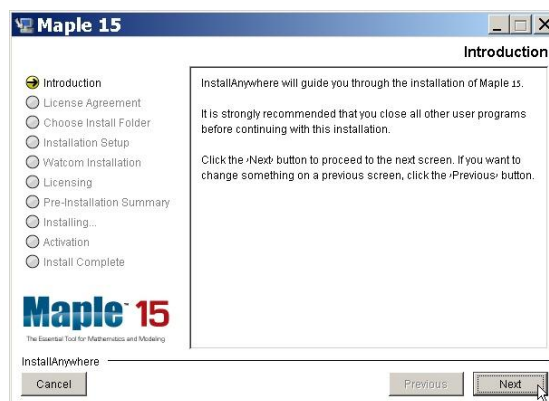 Maple 15
Introduction
Introduction
License Agreement
Choose Install Folder
Installation Setup
Watcom Installation
Licensing
Pre-Installation Summary
Installing...
Activation
Install Complete
InstallAnywhere will guide you through the installation of Maple 15.
It is strongly recommended that you close all other user programs
before continuing with this installation.
Click the ›Next› button to proceed to the next screen. If you want to
change something on a previous screen, click the ›Previous› button.
Maple™ 15
The Essential Tool for Mathematics and Modeling
InstallAnywhere
Cancel
Previous
Next